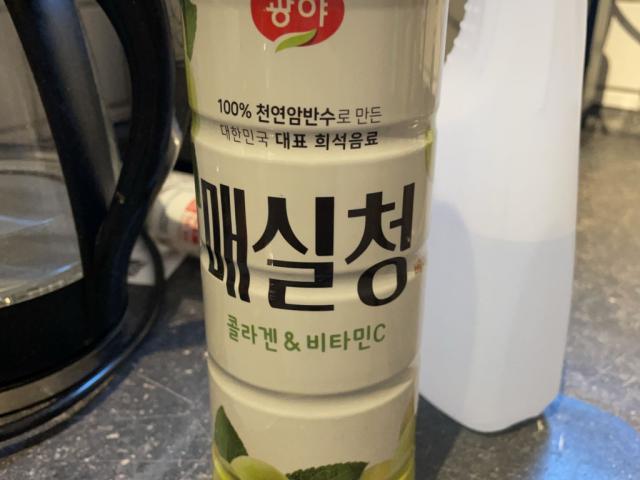 광야
100% 천연암반수로 만든
대한민국 대표 희석음료
매실청
콜라겐 & 비타민C